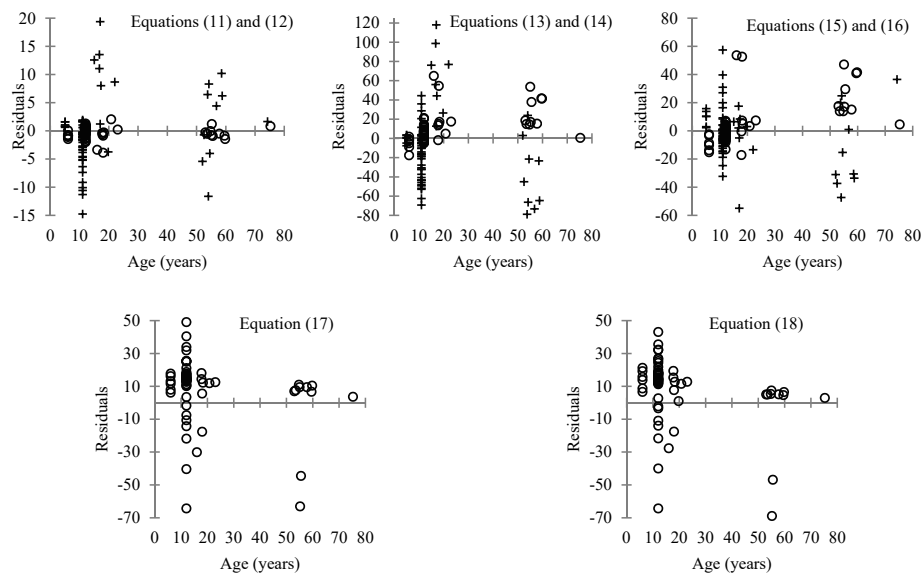 Equations (11) and (12)
20
15
10
5
0
-5
-10
-15
Residuals
0 10 20 30 40 50 60 70 80
Age (years)
Equations (13) and (14)
120
100
80
60
40
20
0
20
-40
-60
-80
Residuals
0 10 20 30 40 50 60 70 80
Age (years)
Equations (15) and (16)
60
40
20
0
-20
-40
-60
Residuals
0 10 20 30 40 50 60 70 80
Age (years)
Equation (17)
50
30
10
-10
-30
-50
-70
Residuals
0 10 20 30 40 50 60 70 80
Age (years)
Equation (18)
50
30
10
-10
-30
-50
-70
Residuals
0 10 20 30 40 50 60 70 80
Age (years)